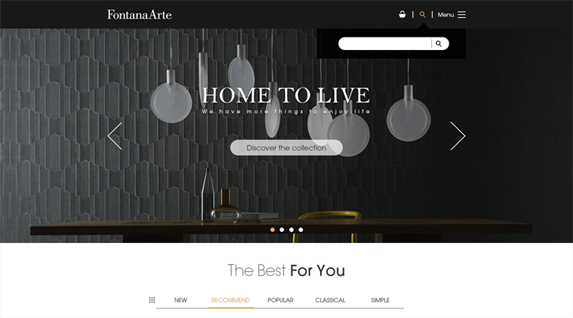 FontanaArte
Menu
HOME TO LIVE
We have more things to enjoy life
Discover the collection
The Best For You
NEW
RECOMMEND
POPULAR
CLASSICAL
SIMPLE